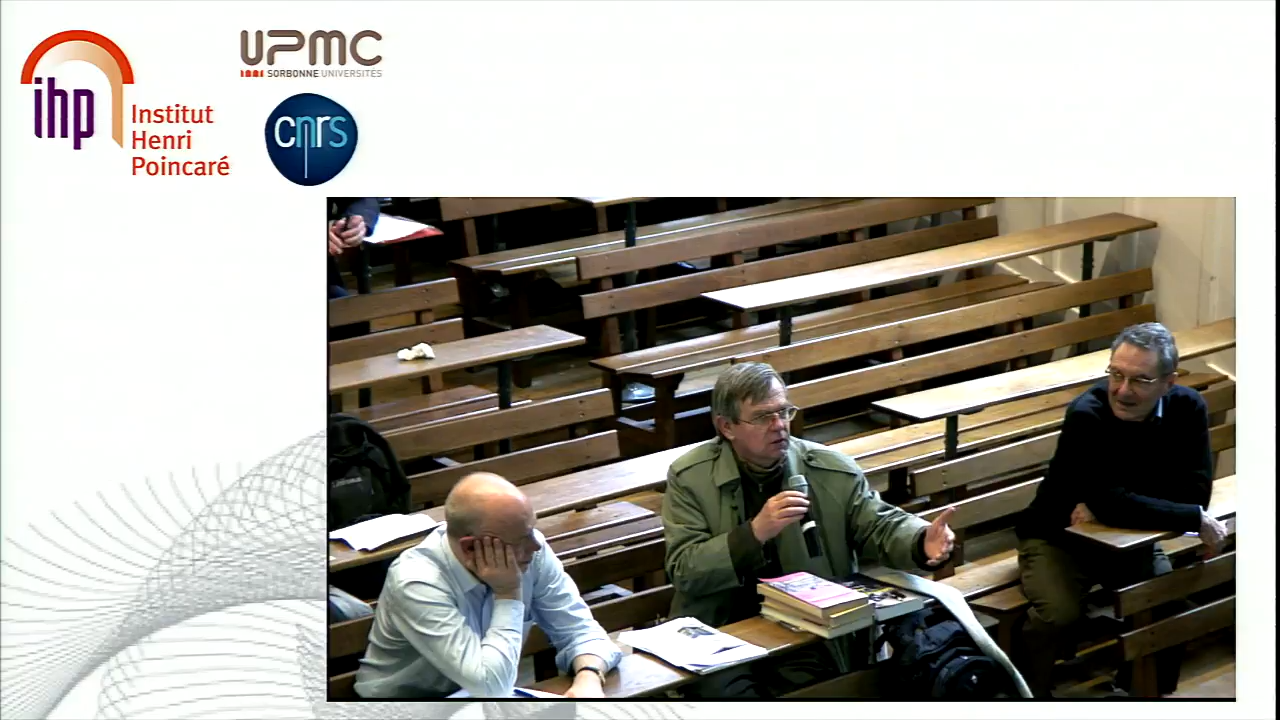 ihp
Institut
Henri
Poincaré
UPMC
SORBONNE UNIVERSITÉS
cnrs